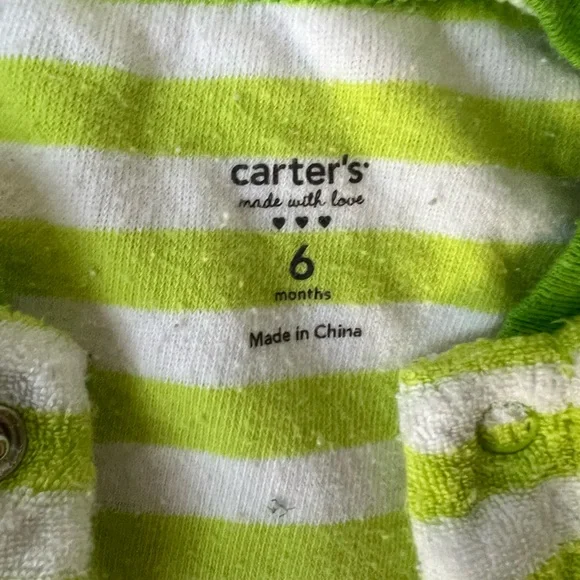 carter's
made with love
6
months
Made in China